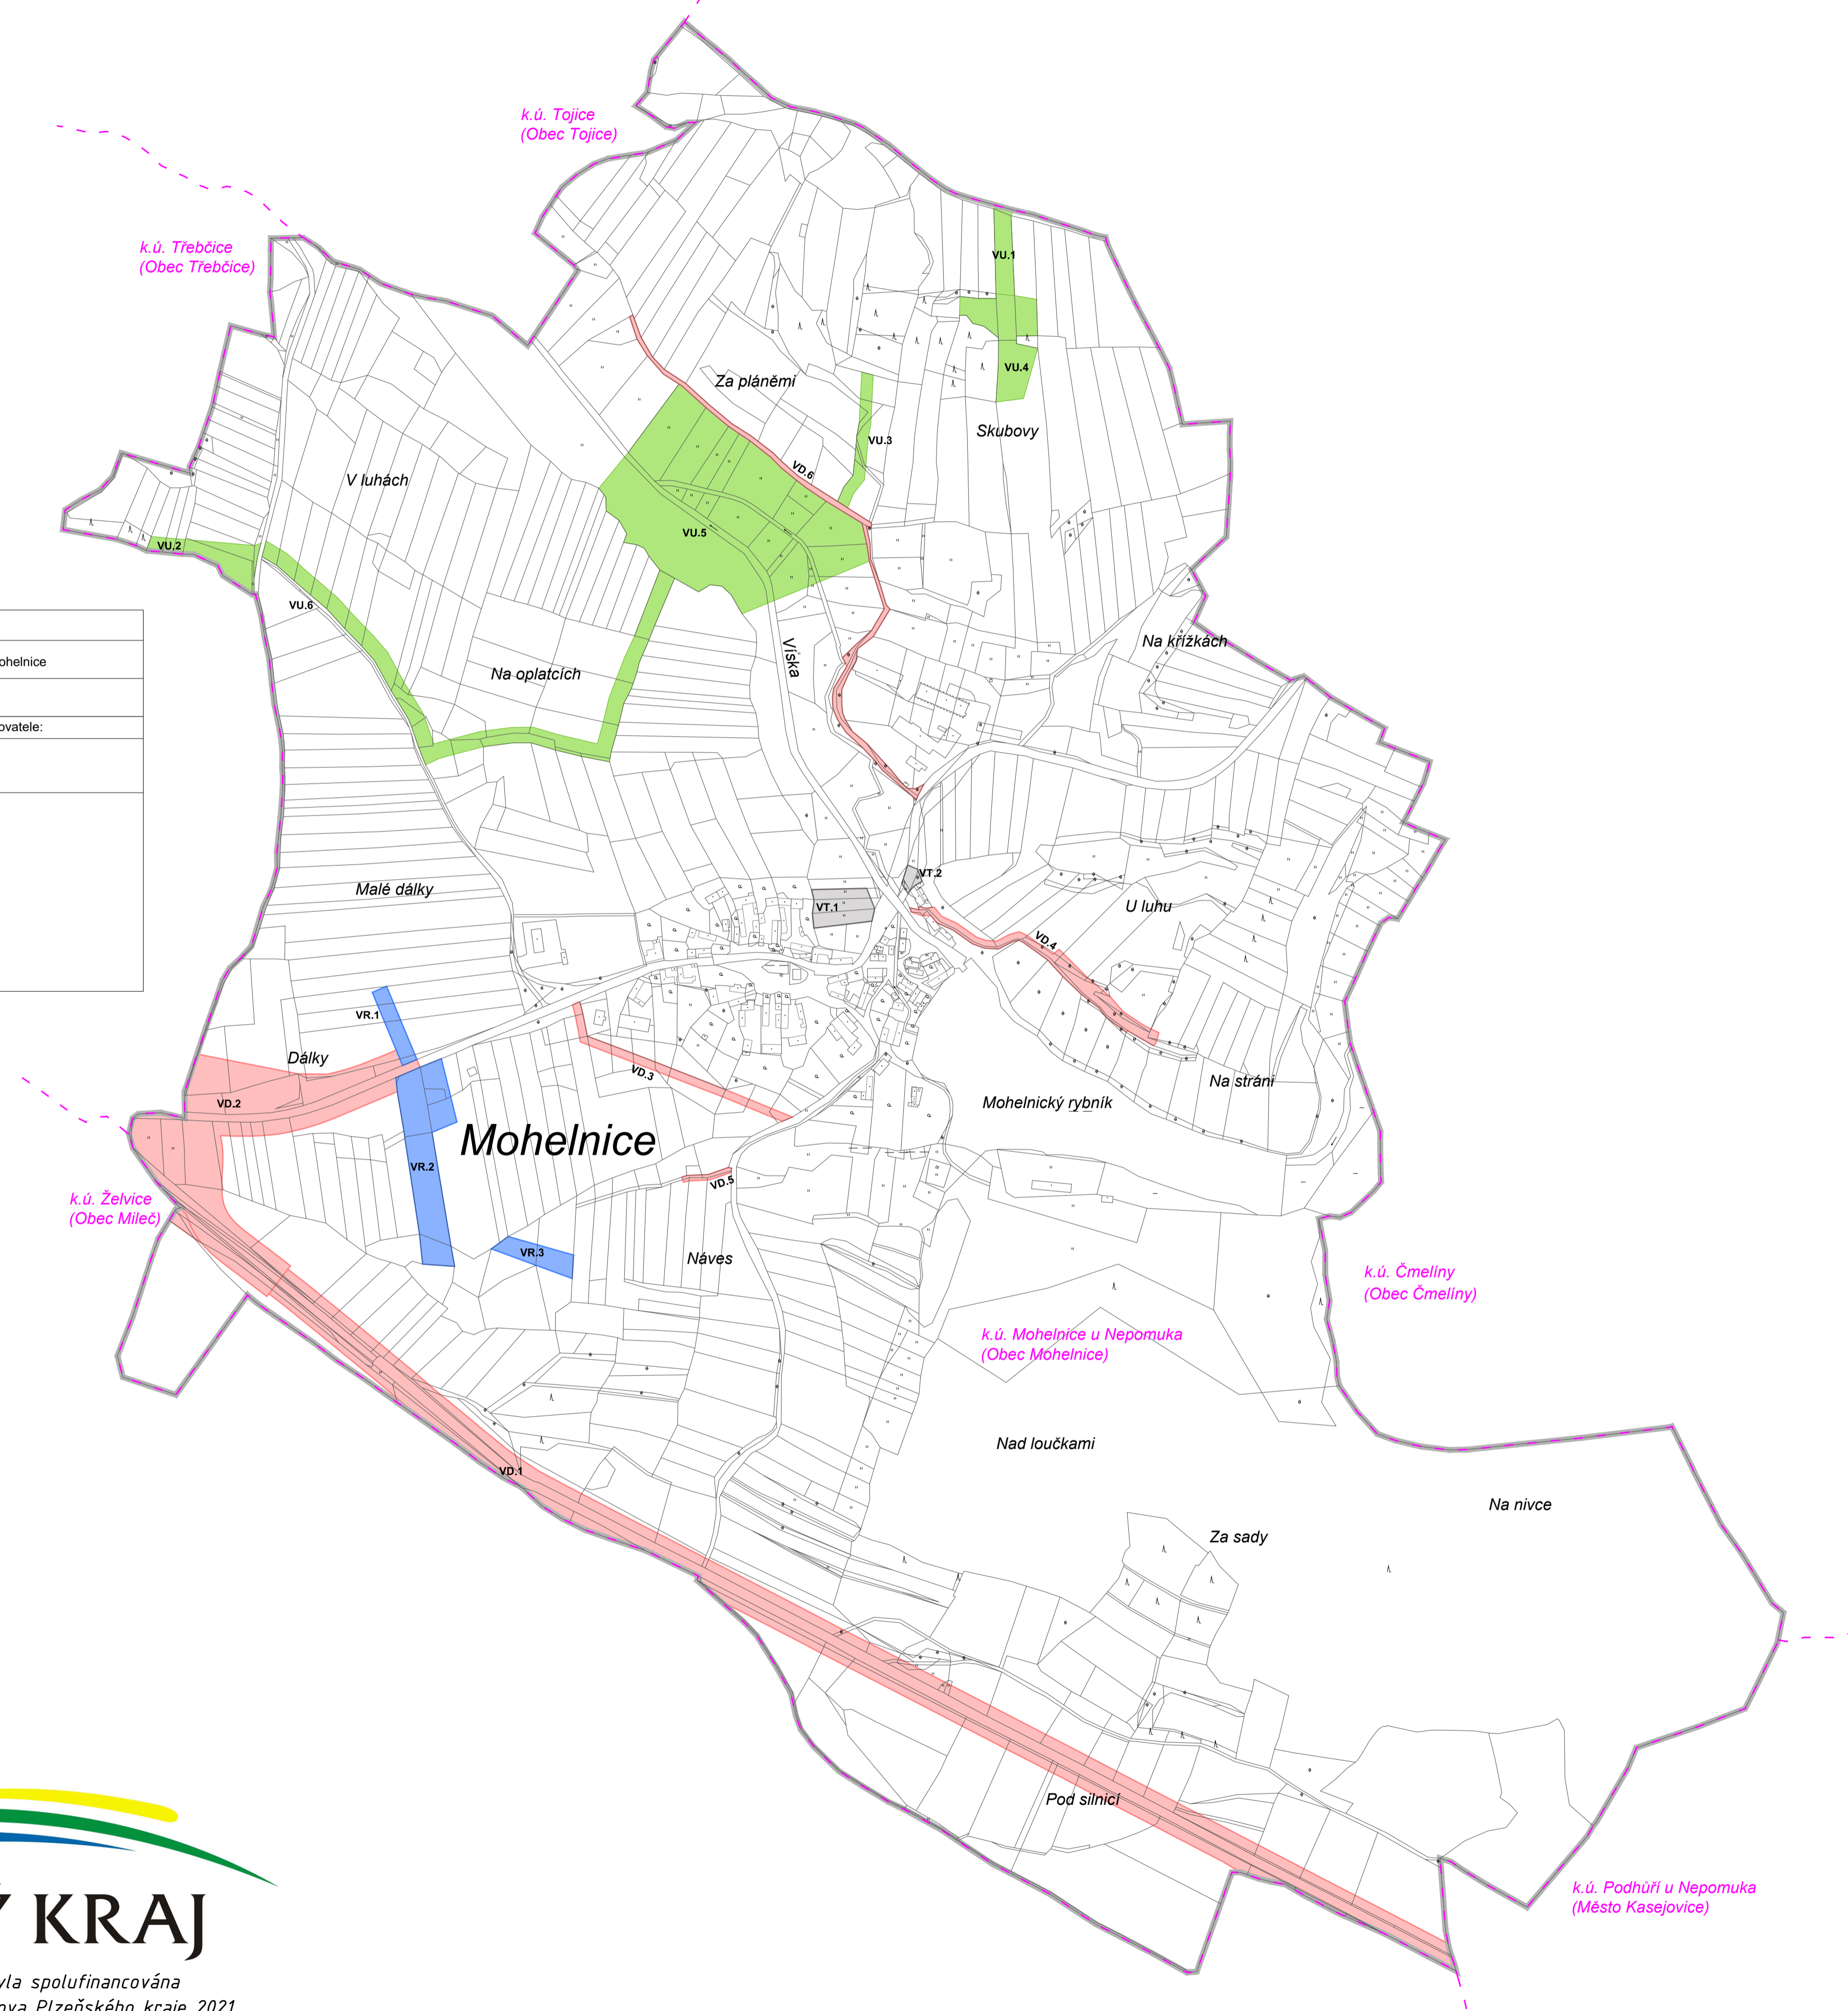 k.ú. Tojice
(Obec Tojice)
k.ú. Třebčice
(Obec Třebčice)
VU.1
Za pláněmi
VU.4
Skubovy
VU.3
VD.6
V luhách
VU.5
VU.2
VU.6
Víska
Na křížkách
Na oplatcích
ohelnice
ovatele:
Malé dálky
VT.2
VT.1
U luhu
VD.4
VR.1
Dálky
VD.3
Na stráni
VD.2
Mohelnický rybník
Mohelnice
VR.2
VD.5
k.ú. Želvice
(Obec Mileč)
VR.3
Náves
k.ú. Čmelíny
(Obec Čmelíny)
k.ú. Mohelnice u Nepomuka
(Obec Mohelnice)
Nad loučkami
VD.1
Na nivce
Za sady
Pod silnicí
k.ú. Podhůří u Nepomuka
(Město Kasejovice)
Ý KRAJ
yla spolufinancována
ova Plzeňského kraje 2021